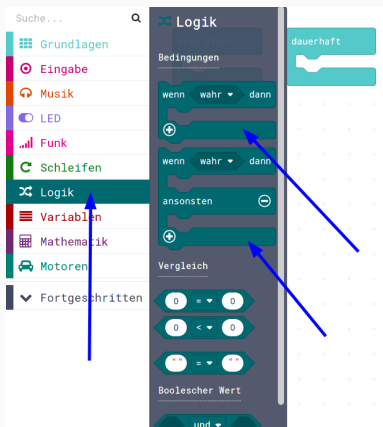 Suche...
Grundlagen
Eingabe
Musik
LED
Funk
Schleifen
Logik
Variablen
Mathematik
Motoren
Fortgeschritten
Logik
Bedingungen
wenn wahr dann
wenn wahr dann
ansonsten
Vergleich
0 = 0
0 < 0
" " = " "
Boolescher Wert
und
dauerhaft